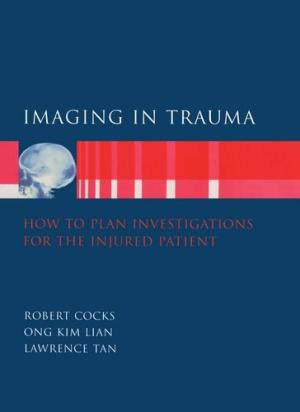 IMAGING IN TRAUMA
HOW TO PLAN INVESTIGATIONS
FOR THE INJURED PATIENT
ROBERT COCKS
ONG KIM LIAN
LAWRENCE TAN